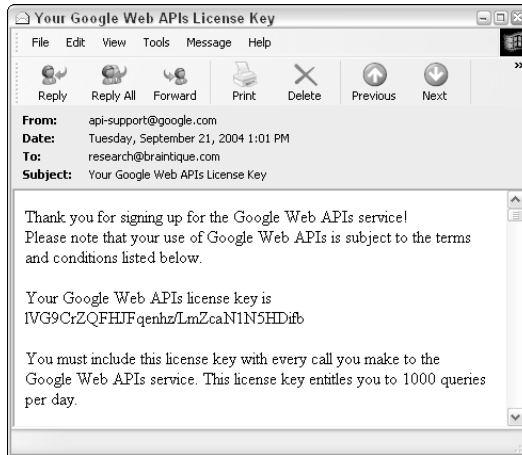 Your Google Web APIs License Key
File Edit View Tools Message Help
Reply Reply All Forward Print Delete Previous Next
From: api-support@google.com
Date: Tuesday, September 21, 2004 1:01 PM
To: research@braintique.com
Subject: Your Google Web APIs License Key
Thank you for signing up for the Google Web APIs service!
Please note that your use of Google Web APIs is subject to the terms
and conditions listed below.
Your Google Web APIs license key is
lVG9CrZQFHJFqenhz/LmZcaN1N5HDifb
You must include this license key with every call you make to the
Google Web APIs service. This license key entitles you to 1000 queries
per day.